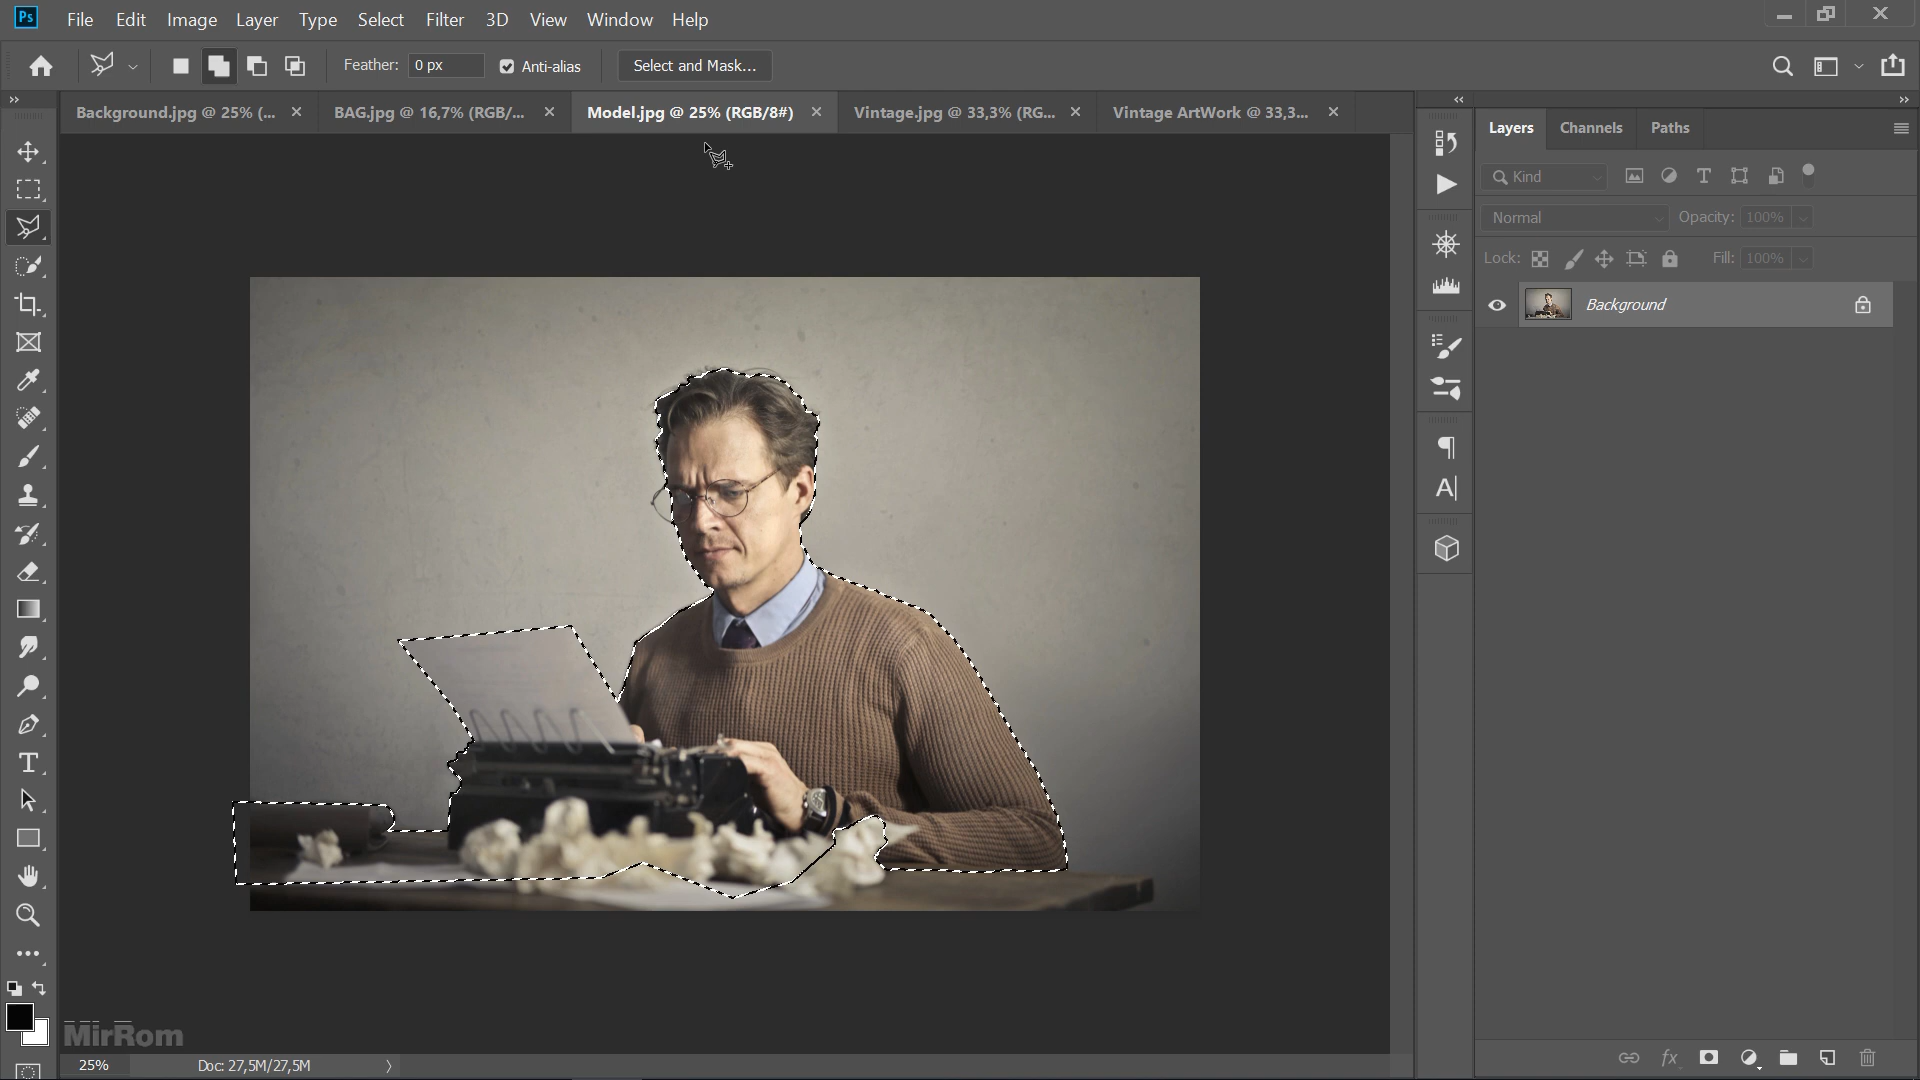 Ps File Edit Image Layer Type Select Filter 3D View Window Help
Feather: 0 px Anti-alias Select and Mask...
Background.jpg @ 25% (... BAG.jpg @ 16,7% (RGB/... Model.jpg @ 25% (RGB/8#) Vintage.jpg @ 33,3% (RG... Vintage ArtWork @ 33,3...
Layers Channels Paths
Kind
Normal Opacity: 100%
Lock: Fill: 100%
Background
MirRom
25% Doc: 27,5M/27,5M